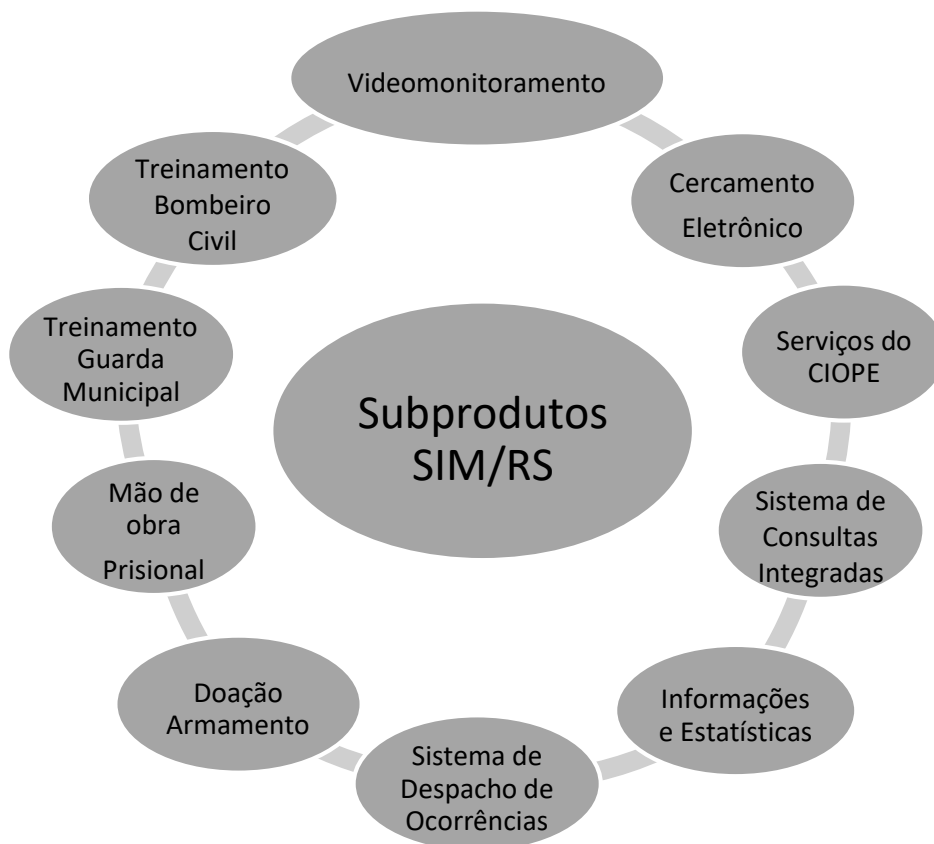 Videomonitoramento
Cercamento
Eletrônico
Serviços do
CIOPE
Sistema de
Consultas
Integradas
Informações
e Estatísticas
Sistema de
Despacho de
Ocorrências
Doação
Armamento
Mão de
obra
Prisional
Treinamento
Guarda
Municipal
Treinamento
Bombeiro
Civil
Subprodutos
SIM/RS